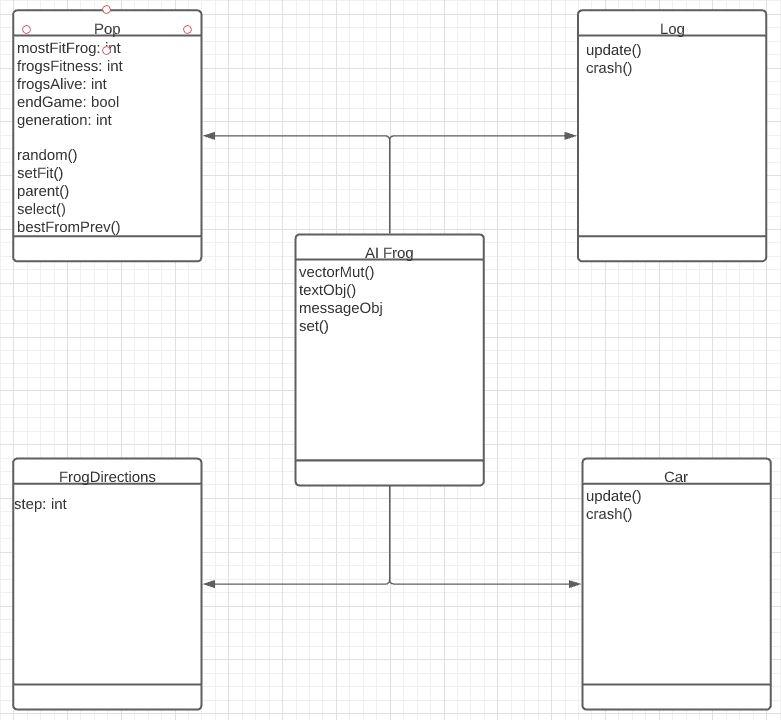 Pop
mostFitFrog: int
frogsFitness: int
frogsAlive: int
endGame: bool
generation: int
random()
setFit()
parent()
select()
bestFromPrev()
Log
update()
crash()
AI Frog
vectorMut()
textObj()
messageObj
set()
FrogDirections
step: int
Car
update()
crash()